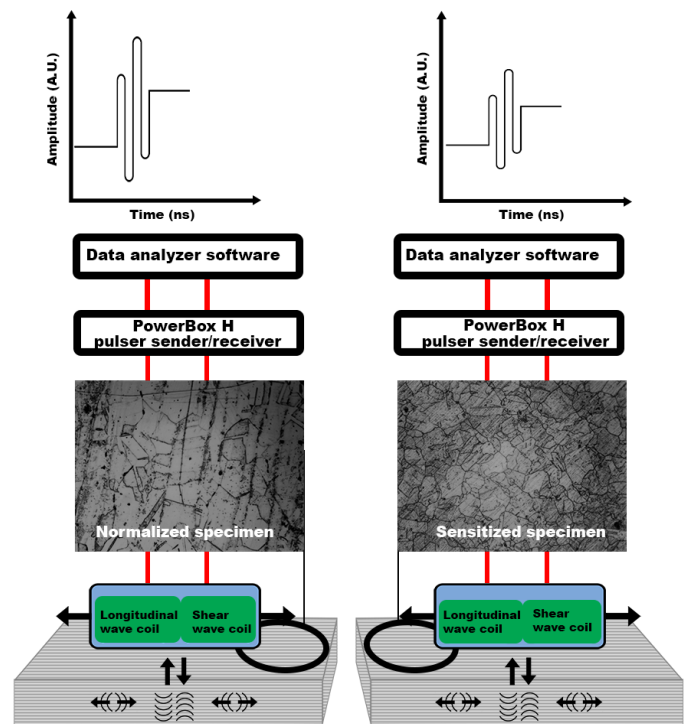 Amplitude (A.U.)
Time (ns)
Data analyzer software
PowerBox H
pulser sender/receiver
Normalized specimen
Longitudinal
wave coil
Shear
wave coil
Amplitude (A.U.)
Time (ns)
Data analyzer software
PowerBox H
pulser sender/receiver
Sensitized specimen
Longitudinal
wave coil
Shear
wave coil